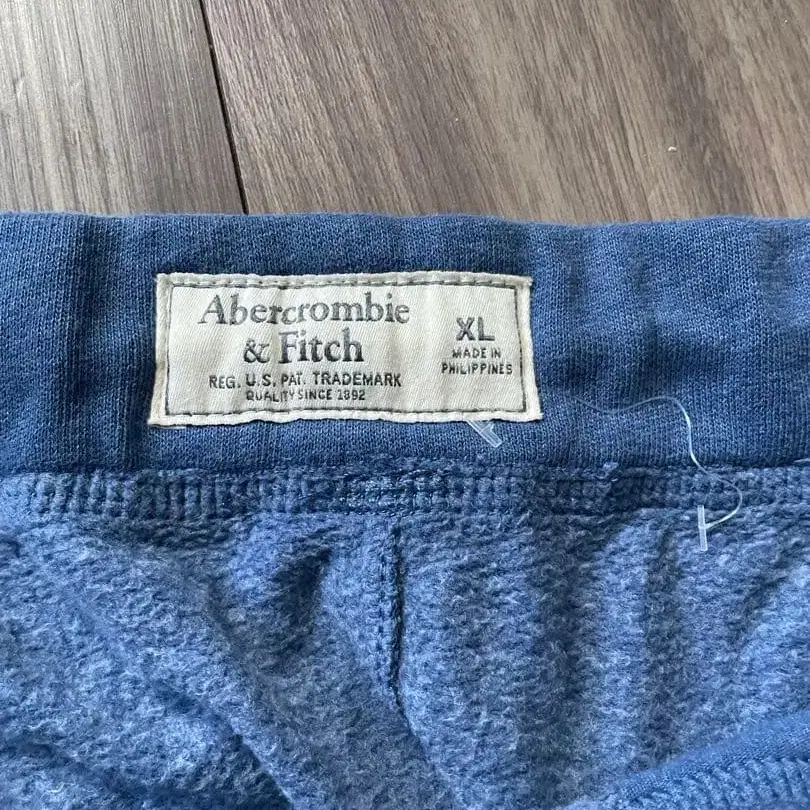 Abercrombie
& Fitch
REG. U.S. PAT. TRADEMARK
QUALITY SINCE 1892
XL
MADE IN
PHILIPPINES